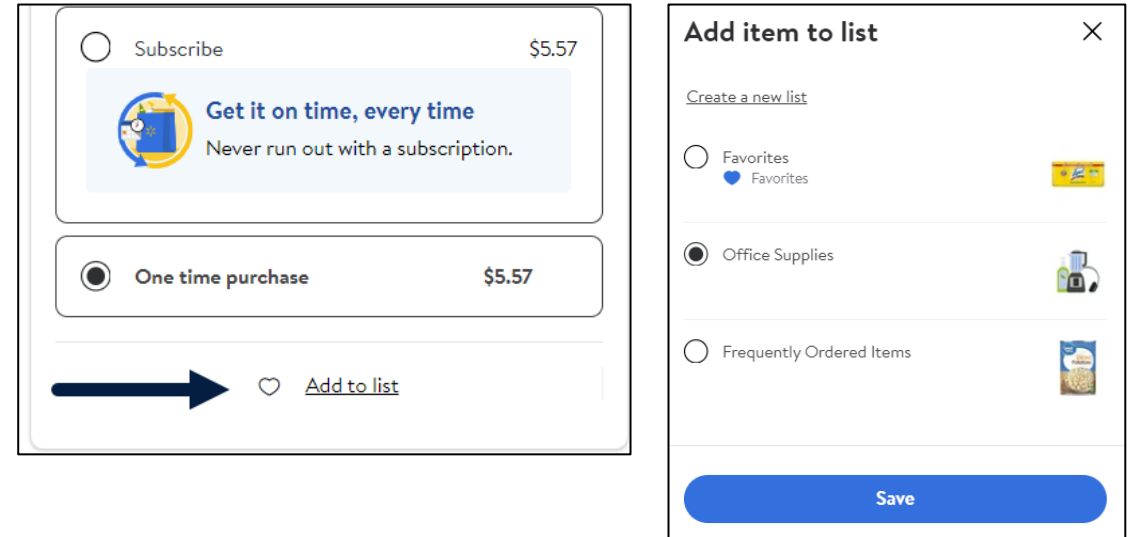 Subscribe $5.57
Get it on time, every time
Never run out with a subscription.
One time purchase $5.57
Add to list
Add item to list
Create a new list
Favorites
Favorites
Office Supplies
Frequently Ordered Items
Save